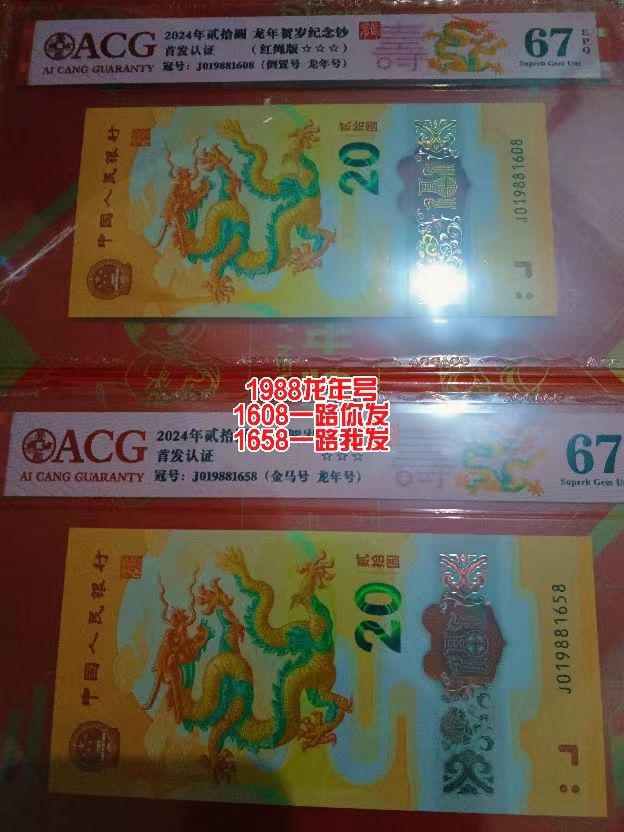 ACG
AI CANG GUARANTY
2024年贰拾圆 龙年贺岁纪念钞
首发认证 （红绳版☆☆☆）
冠号：J019881608（倒置号 龙年号）
67
EPQ
Superb Gem Unc
中国人民银行
贰拾圆
20
J019881608
1988龙年号
1608一路你发
1658一路我发
ACG
AI CANG GUARANTY
2024年贰拾
首发认证 ☆☆☆
冠号：J019881658（金马号 龙年号）
67
Superb Gem Unc
中国人民银行
贰拾圆
20
J019881658